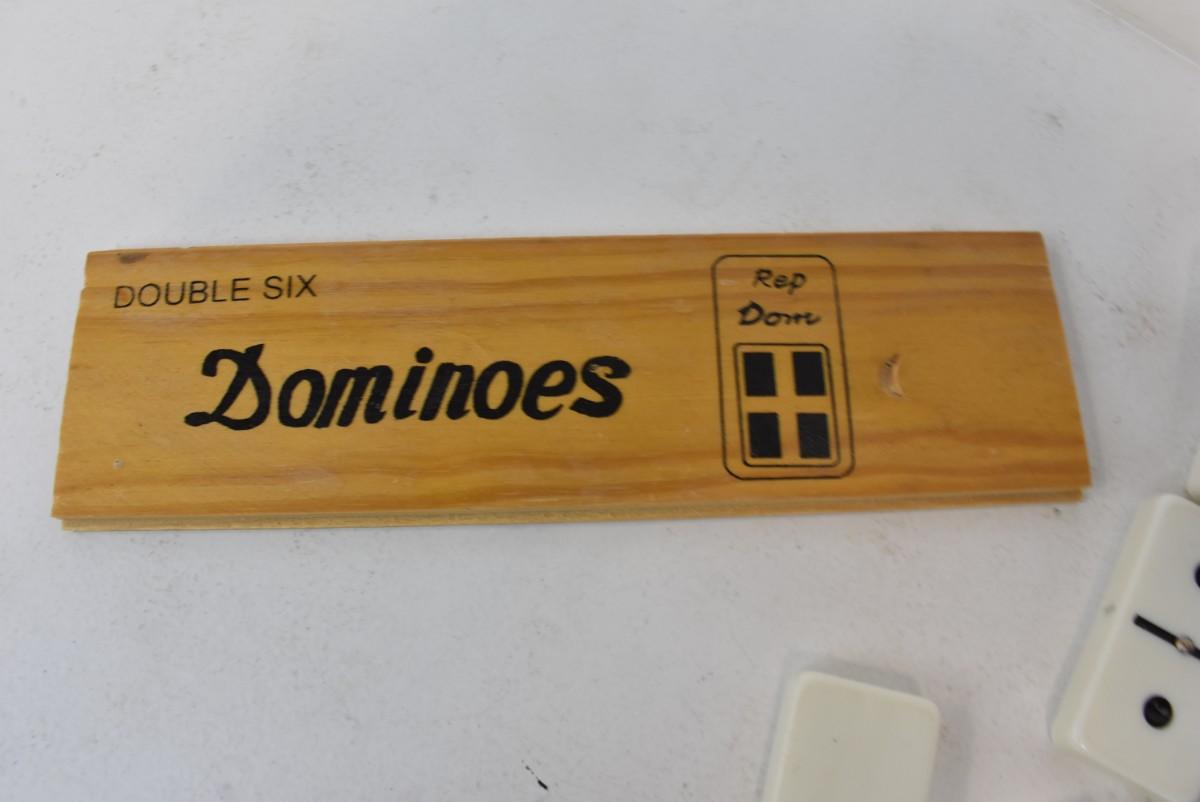 DOUBLE SIX
Dominoes
Rep
Dom